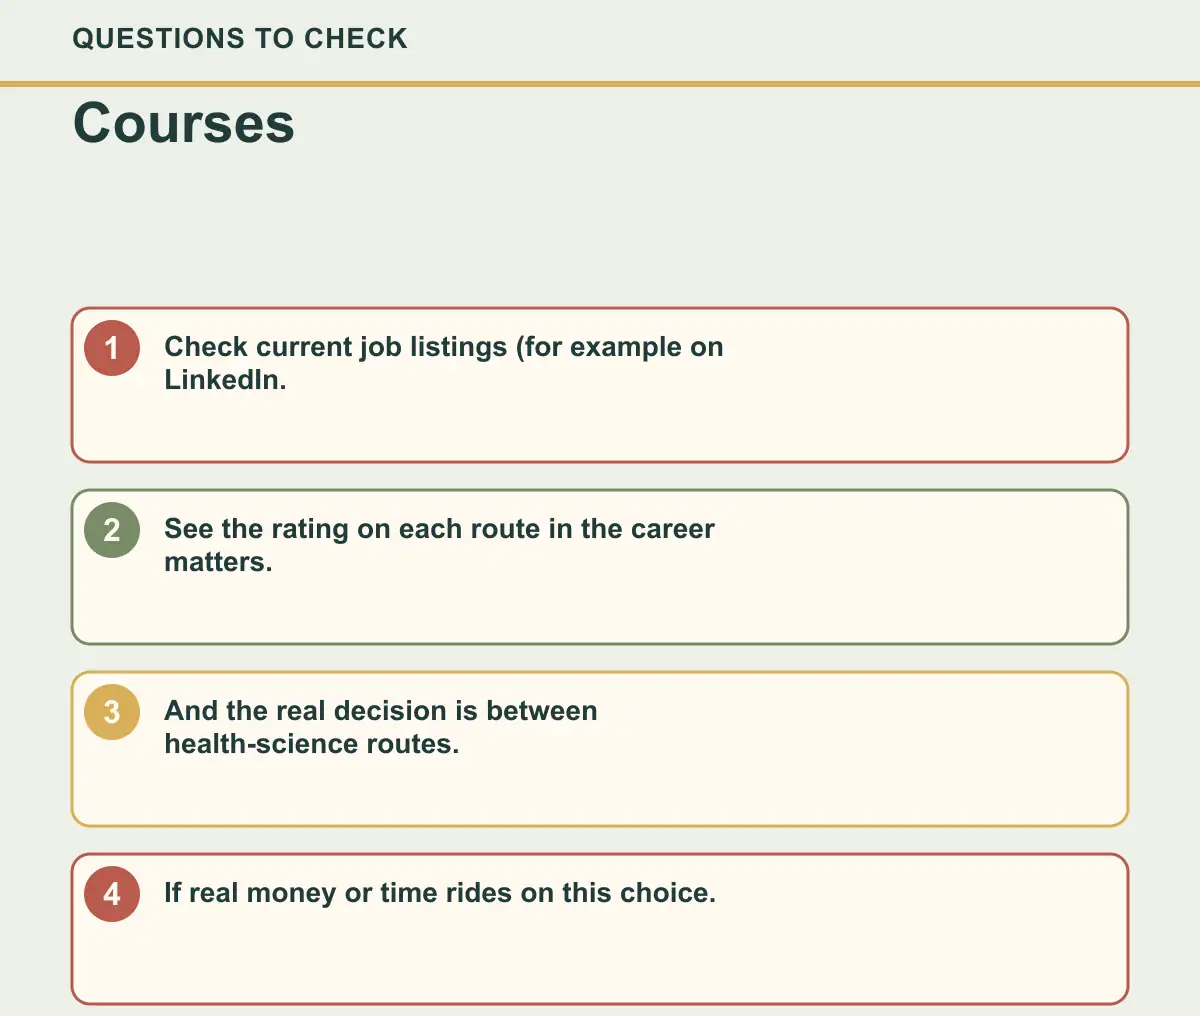 QUESTIONS TO CHECK
Courses
1
Check current job listings (for example on
LinkedIn.
2
See the rating on each route in the career
matters.
3
And the real decision is between
health-science routes.
4
If real money or time rides on this choice.